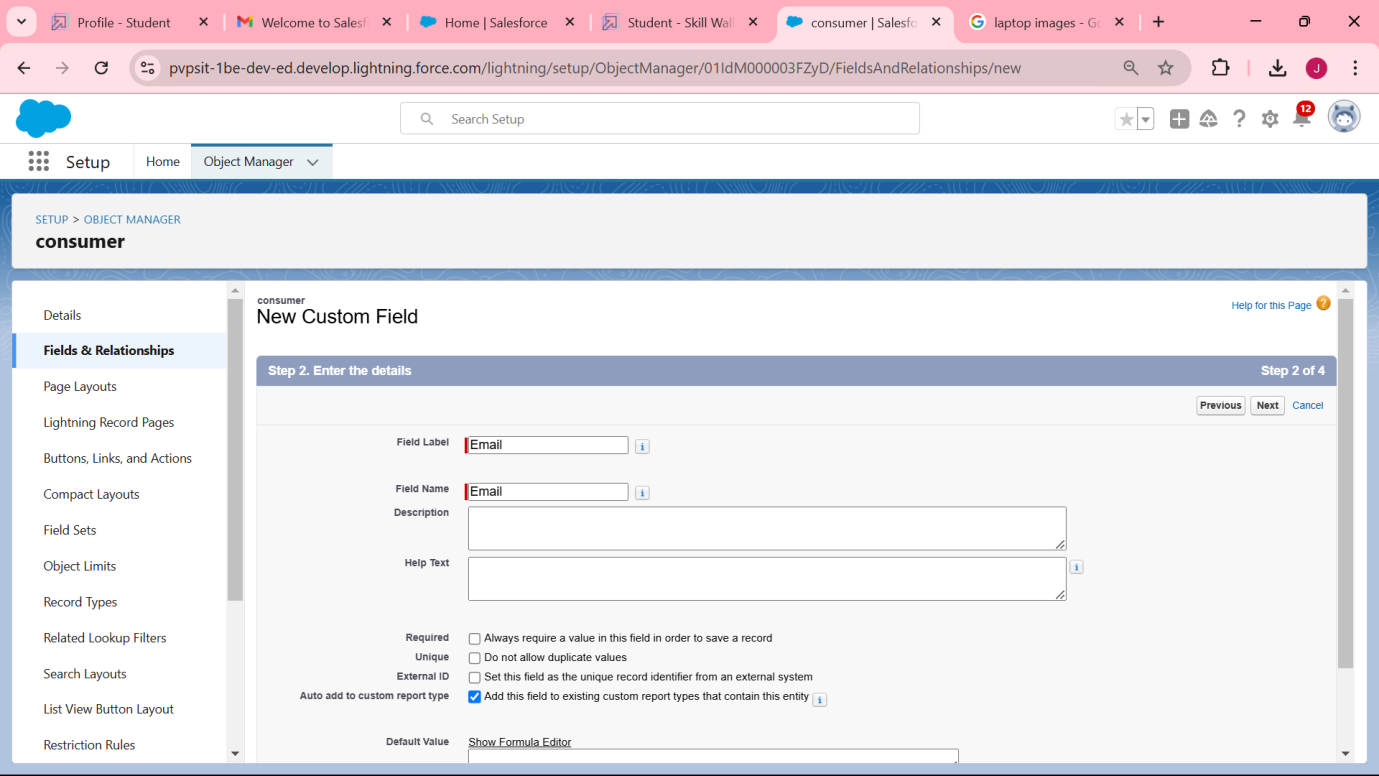 Profile - Student
Welcome to Salesf
Home | Salesforce
Student - Skill Wal
consumer | Salesfo
laptop images - Go
pvpsit-1be-dev-ed.develop.lightning.force.com/lightning/setup/ObjectManager/01IdM000003FZyD/FieldsAndRelationships/new
J
Search Setup
12
Setup
Home
Object Manager
SETUP > OBJECT MANAGER
consumer
Details
Fields & Relationships
Page Layouts
Lightning Record Pages
Buttons, Links, and Actions
Compact Layouts
Field Sets
Object Limits
Record Types
Related Lookup Filters
Search Layouts
List View Button Layout
Restriction Rules
consumer
New Custom Field
Help for this Page ?
Step 2. Enter the details
Step 2 of 4
Previous Next Cancel
Field Label Email i
Field Name Email i
Description
Help Text i
Required Always require a value in this field in order to save a record
Unique Do not allow duplicate values
External ID Set this field as the unique record identifier from an external system
Auto add to custom report type Add this field to existing custom report types that contain this entity i
Default Value Show Formula Editor